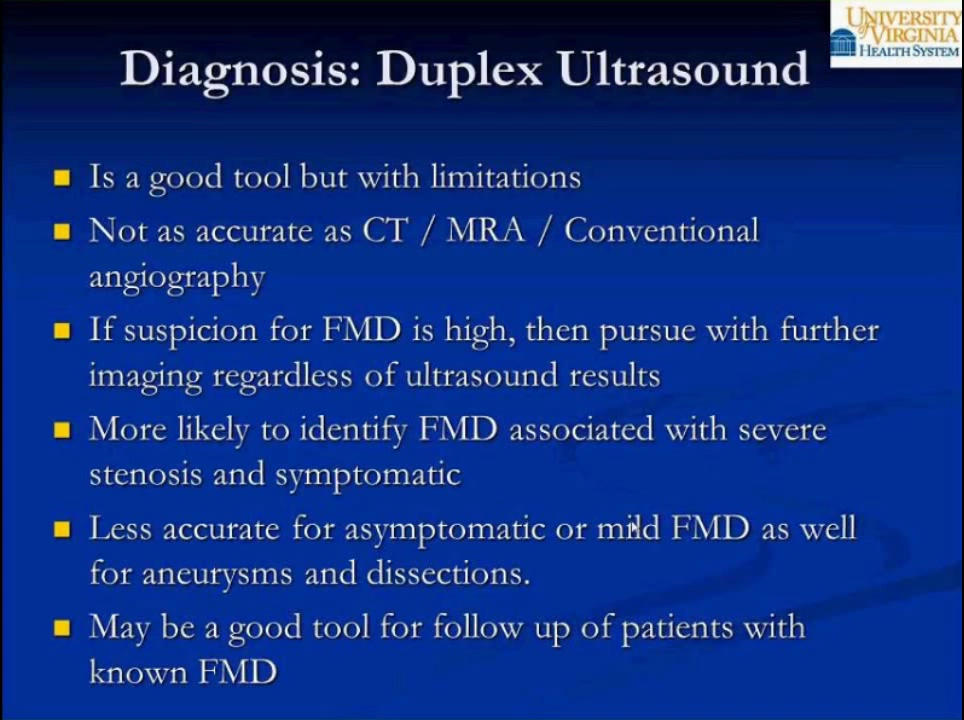 UNIVERSITY
VIRGINIA
HEALTH SYSTEM
Diagnosis: Duplex Ultrasound
Is a good tool but with limitations
Not as accurate as CT / MRA / Conventional
angiography
If suspicion for FMD is high, then pursue with further
imaging regardless of ultrasound results
More likely to identify FMD associated with severe
stenosis and symptomatic
Less accurate for asymptomatic or mild FMD as well
for aneurysms and dissections.
May be a good tool for follow up of patients with
known FMD